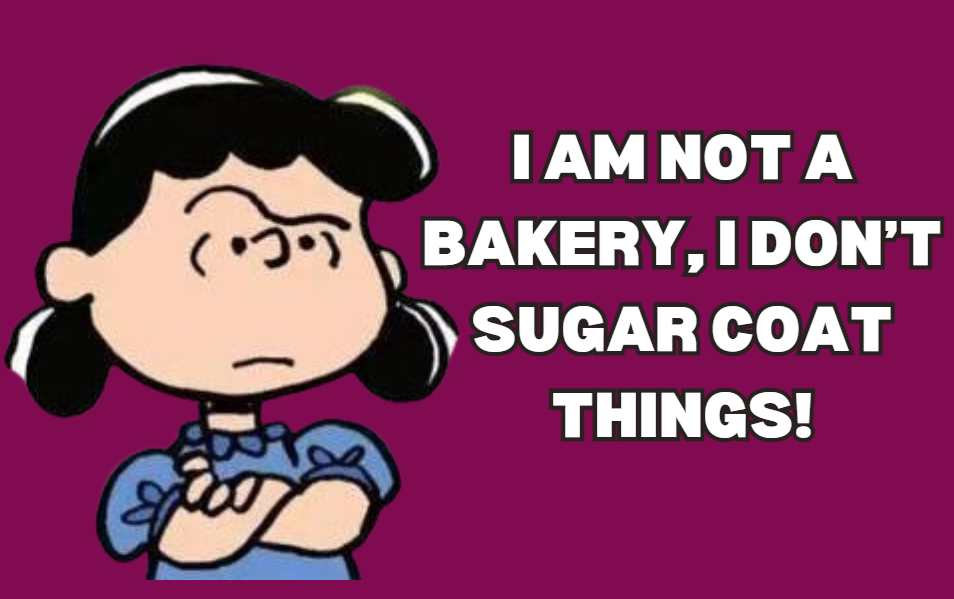 I AM NOT A
BAKERY, I DON'T
SUGAR COAT
THINGS!